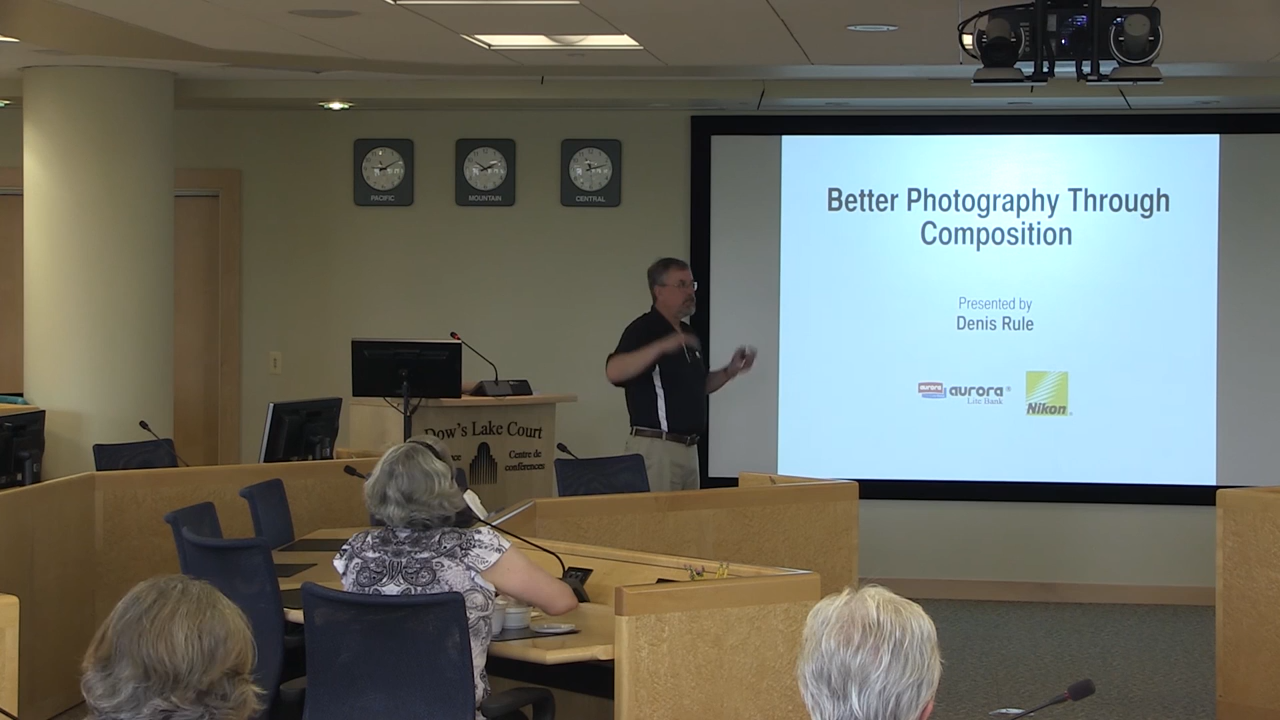 PACIFIC
MOUNTAIN
CENTRAL
Better Photography Through
Composition
Presented by
Denis Rule
aurora
aurora®
Lite Bank
Nikon®
Dow's Lake Court
Centre de
conférences